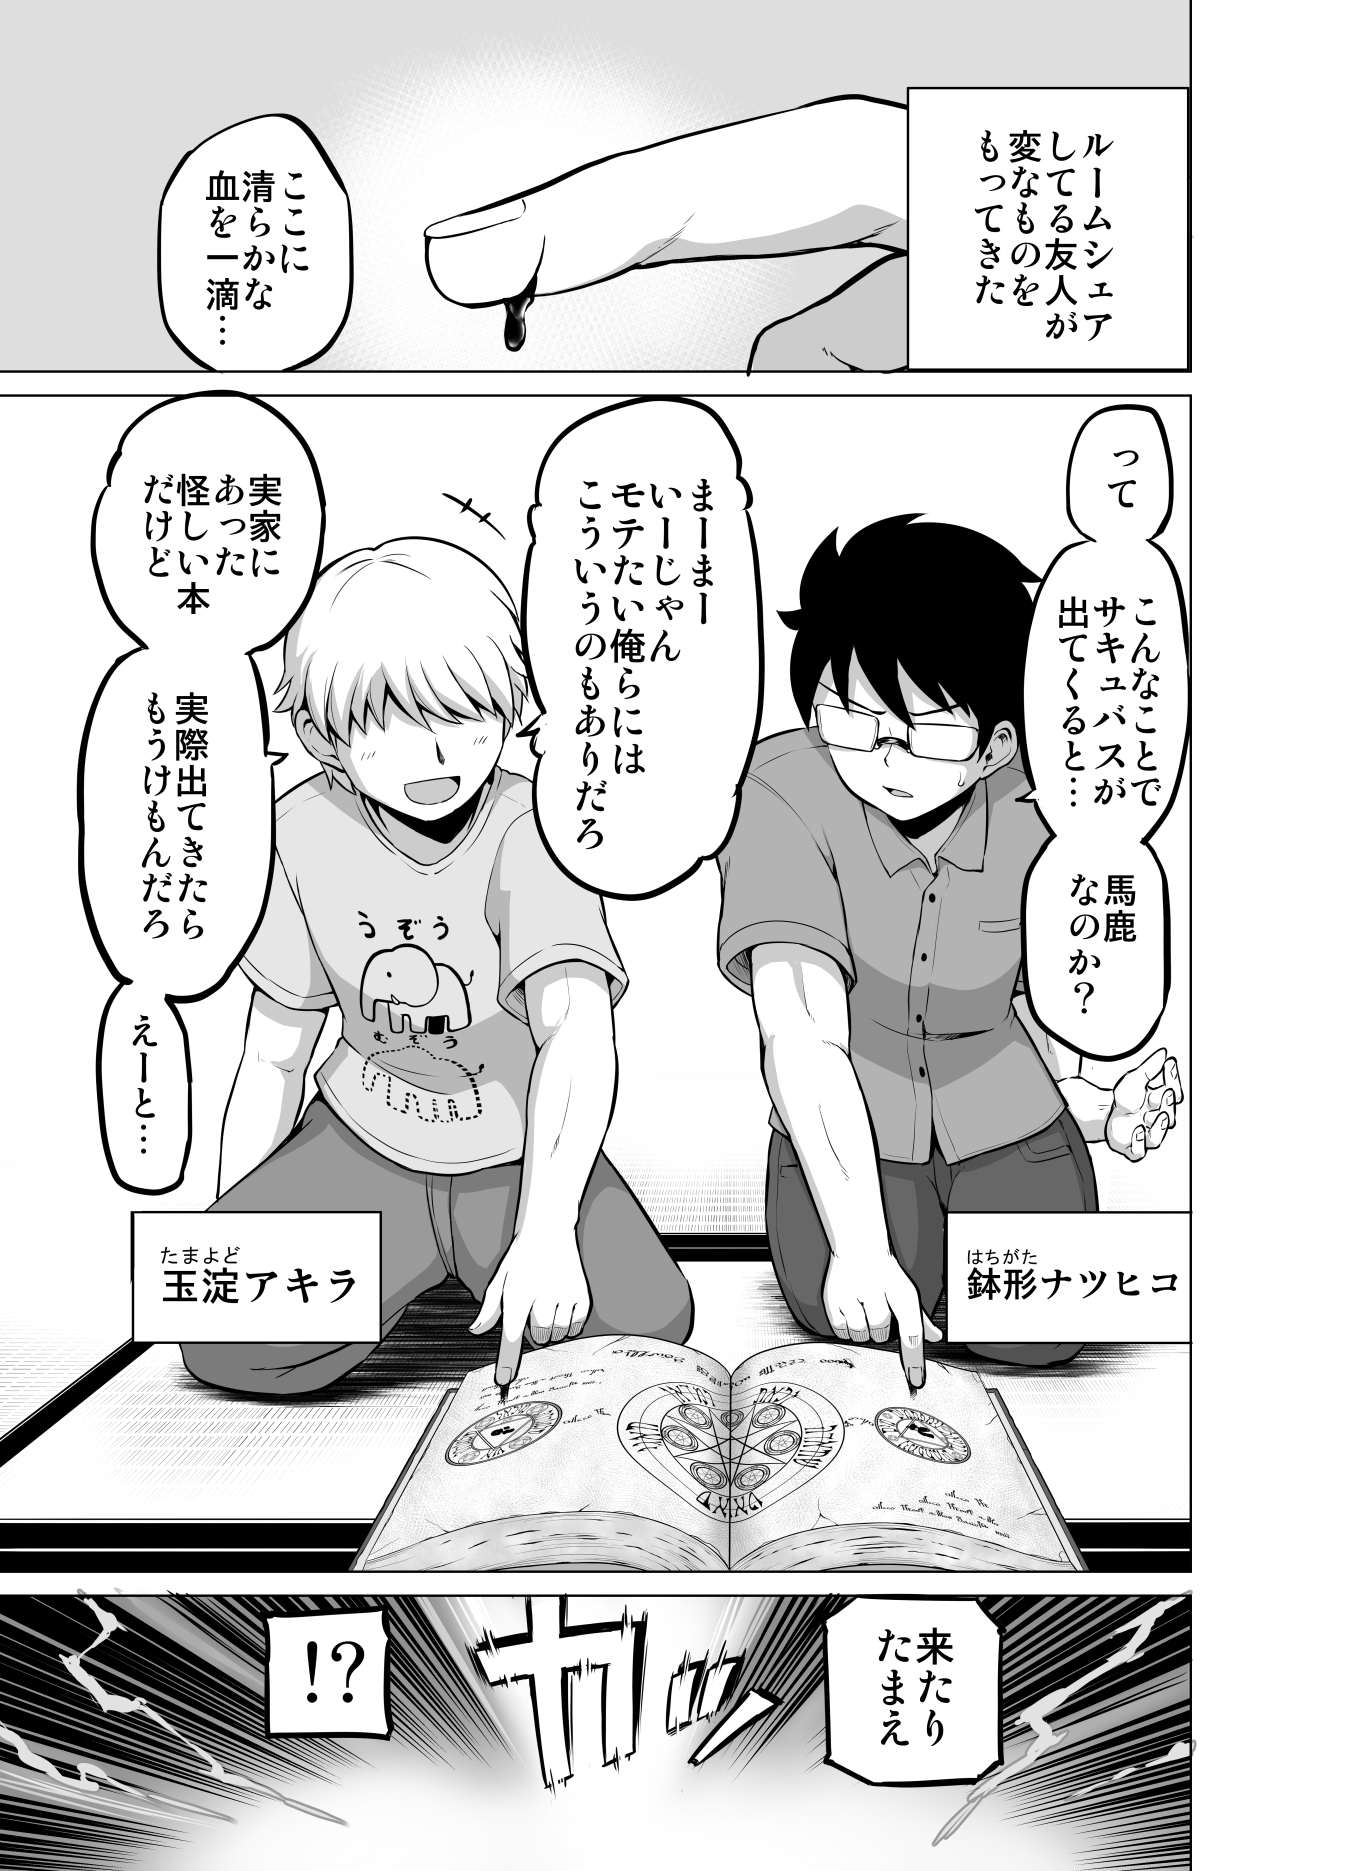 ルームシェア
してる友人が
変なものを
もってきた
ここに
清らかな
血を一滴…
って
こんなことで
サキュバスが
出てくると…
馬鹿
なのか?
まーまー
いーじゃん
モテたい俺らには
こういうのもありだろ
実家に
あった
怪しい本
だけど
実際出てきたら
もうけもんだろ
えーと…
うぞう
むぞう
はちがた
鉢形ナツヒコ
たまよど
玉淀アキラ
来たり
たまえ
カッ
!?